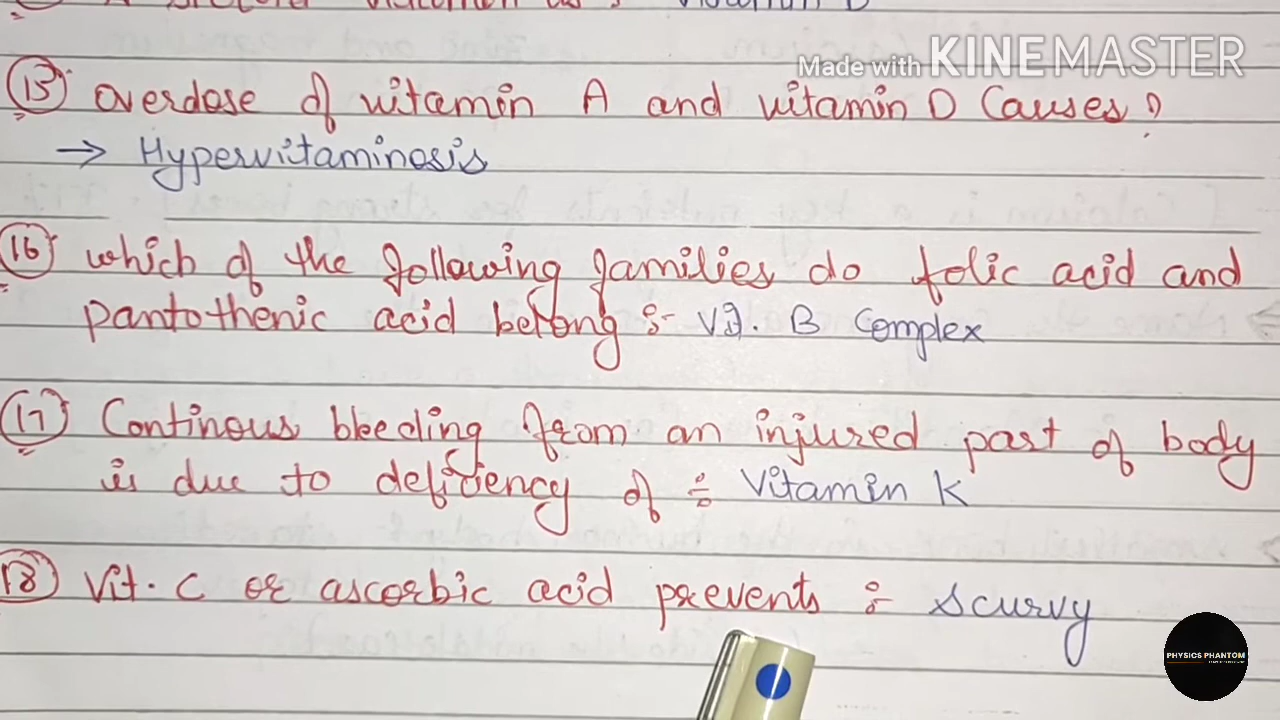 Made with KINEMASTER
15) overdose of vitamin A and vitamin D Causes?
→ Hypervitaminosis
16) which of the following families do folic acid and
pantothenic acid belong :- Vit. B Complex
17) Continous bleeding from an injured part of body
is due to deficiency of :- Vitamin K
18) Vit. C or ascorbic acid prevents :- Scurvy
PHYSICS PHANTOM